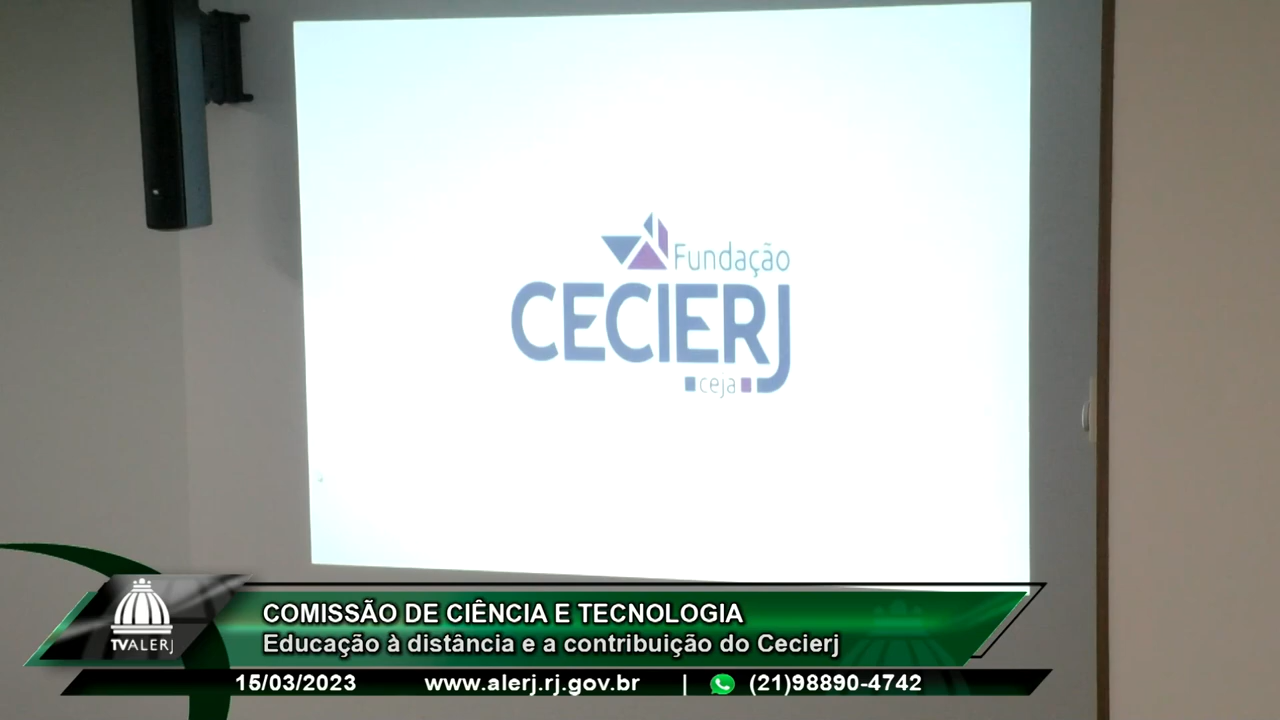 Fundação
CECIERJ
ceja
COMISSÃO DE CIÊNCIA E TECNOLOGIA
Educação à distância e a contribuição do Cecierj
TVALERJ
15/03/2023 www.alerj.rj.gov.br | (21)98890-4742